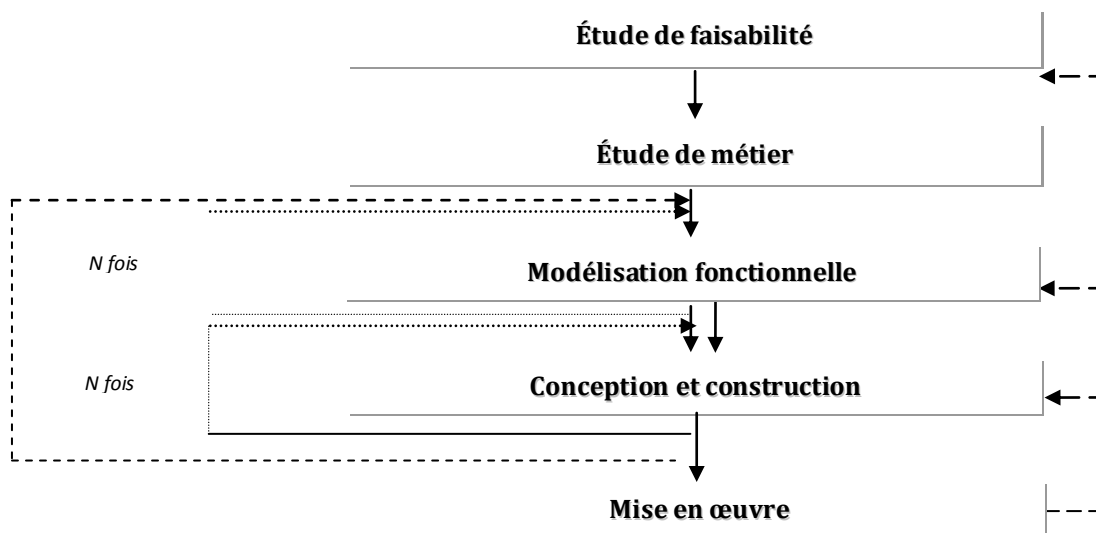 Étude de faisabilité
Étude de métier
N fois
Modélisation fonctionnelle
N fois
Conception et construction
Mise en œuvre